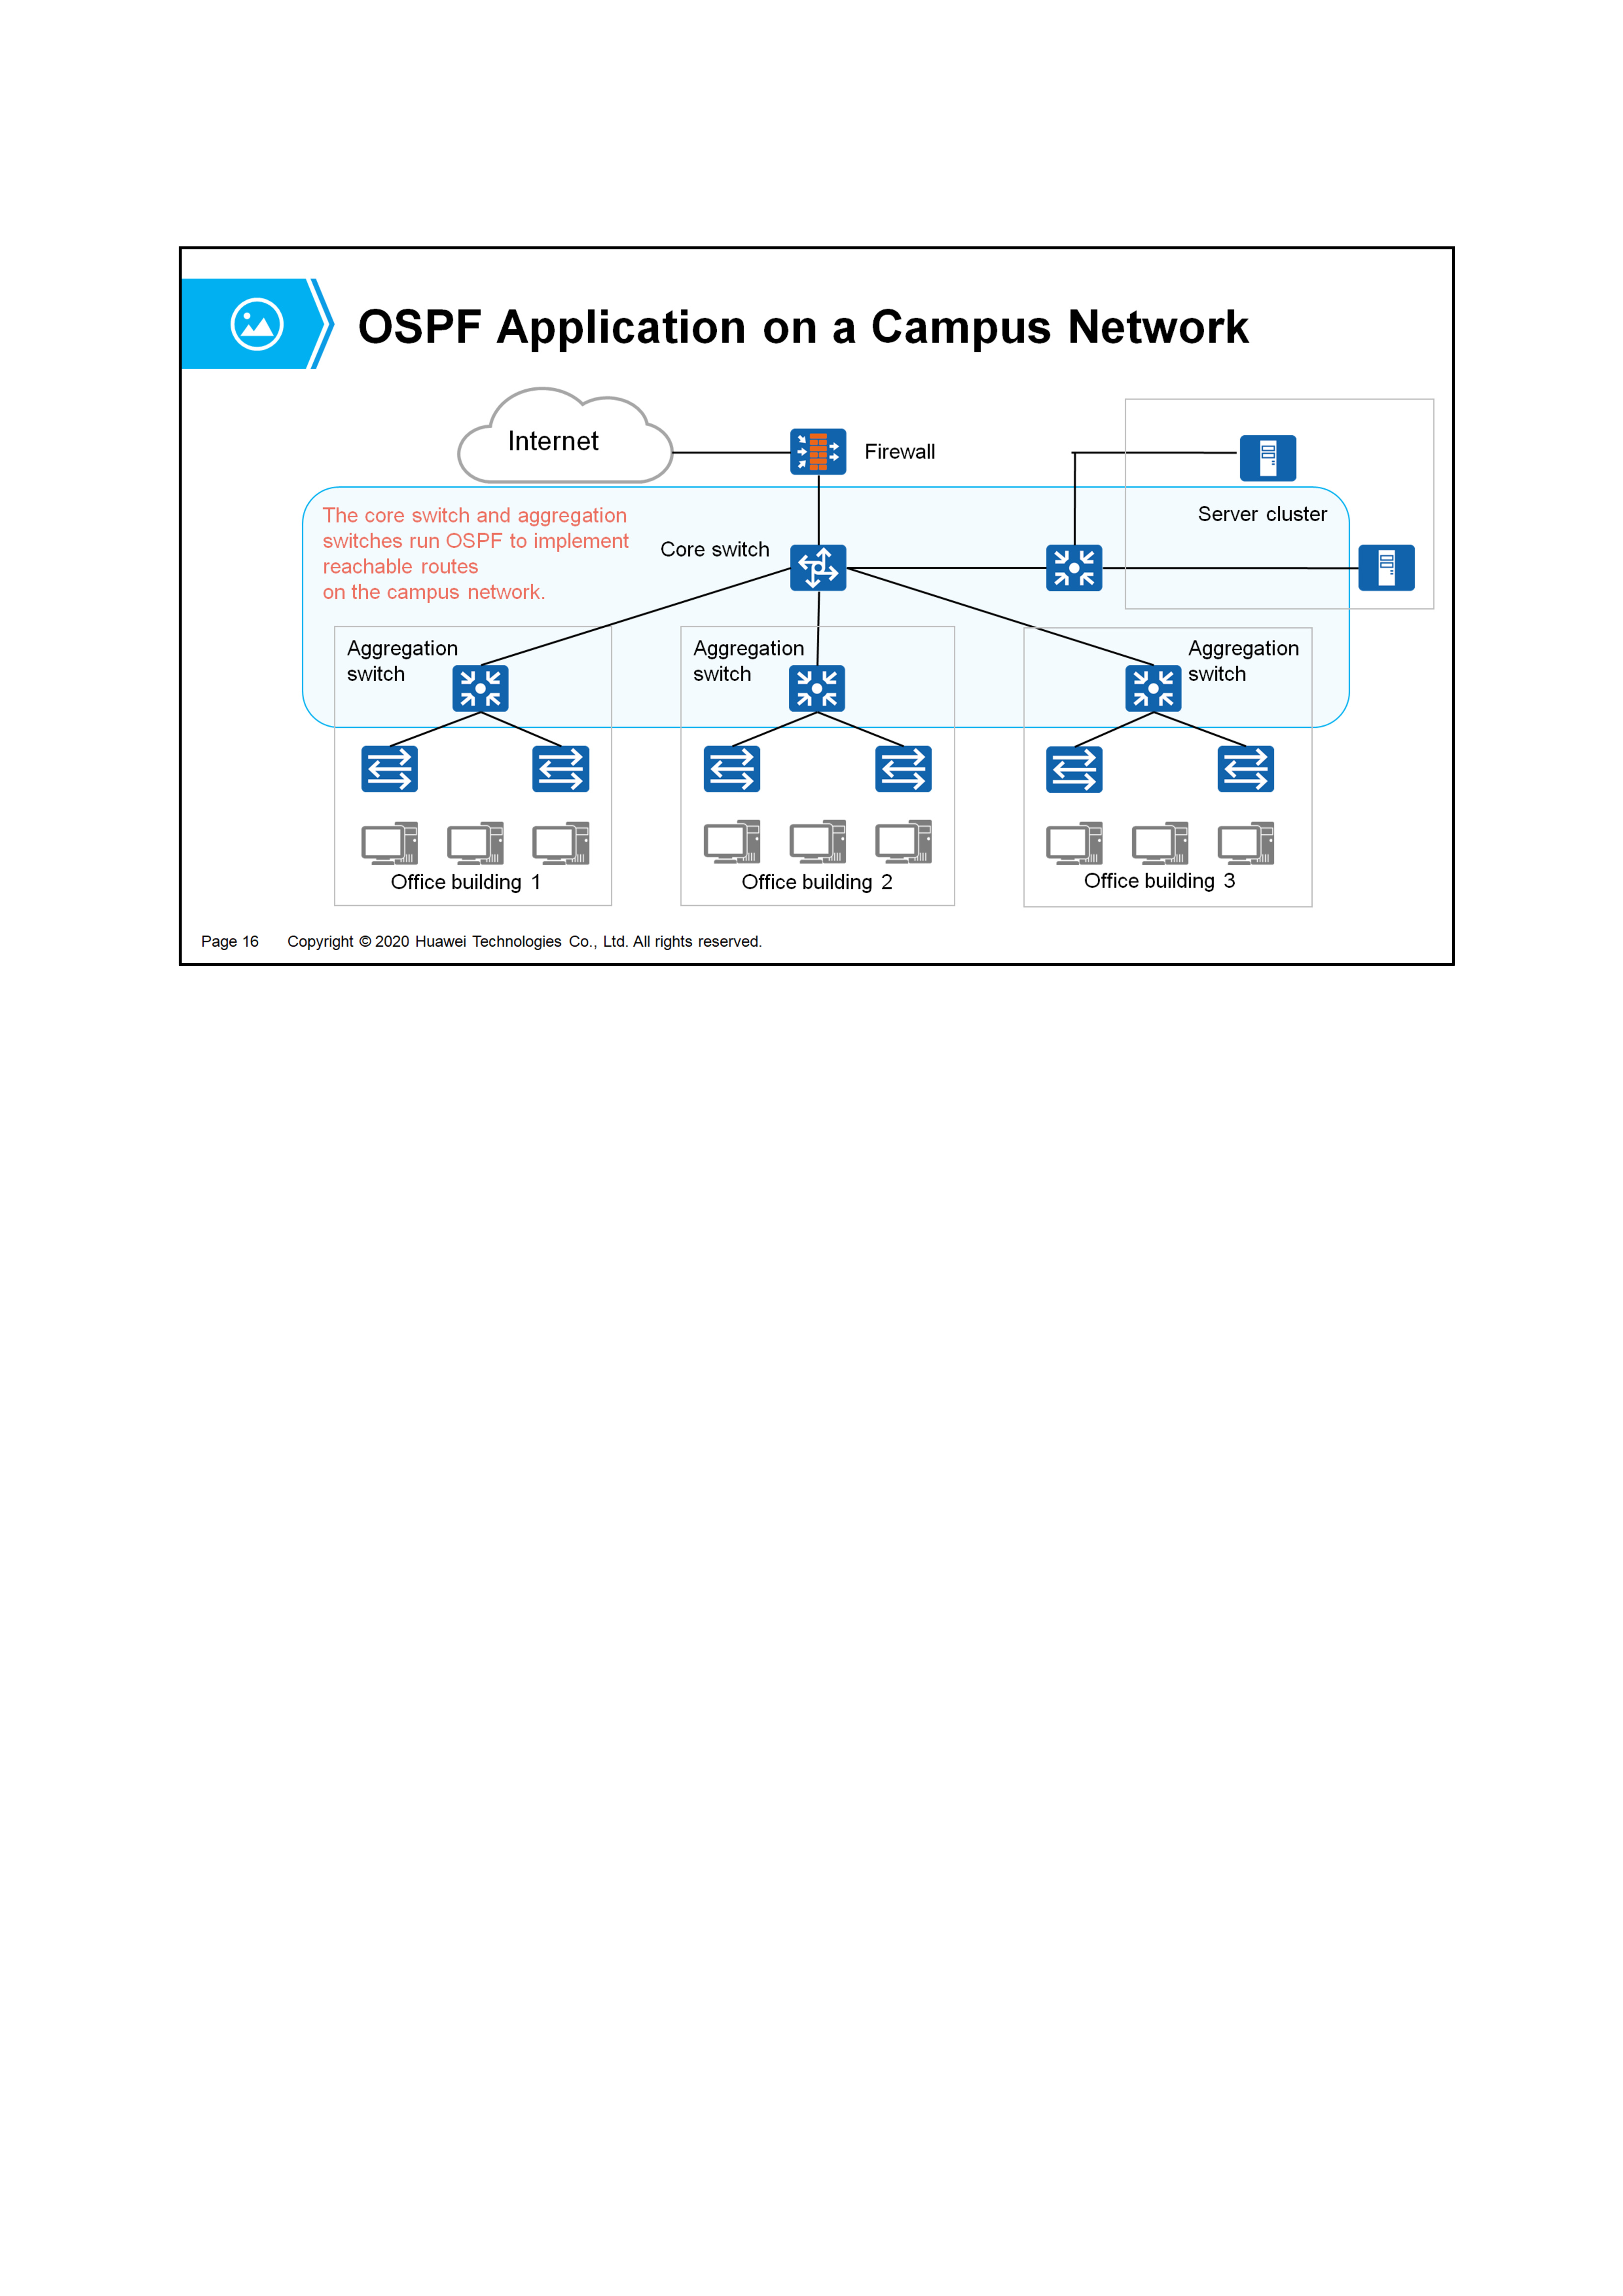 OSPF Application on a Campus Network
Internet
Firewall
The core switch and aggregation
switches run OSPF to implement
reachable routes
on the campus network.
Core switch
Server cluster
Aggregation
switch
Aggregation
switch
Aggregation
switch
Office building 1
Office building 2
Office building 3
Page 16 Copyright © 2020 Huawei Technologies Co., Ltd. All rights reserved.